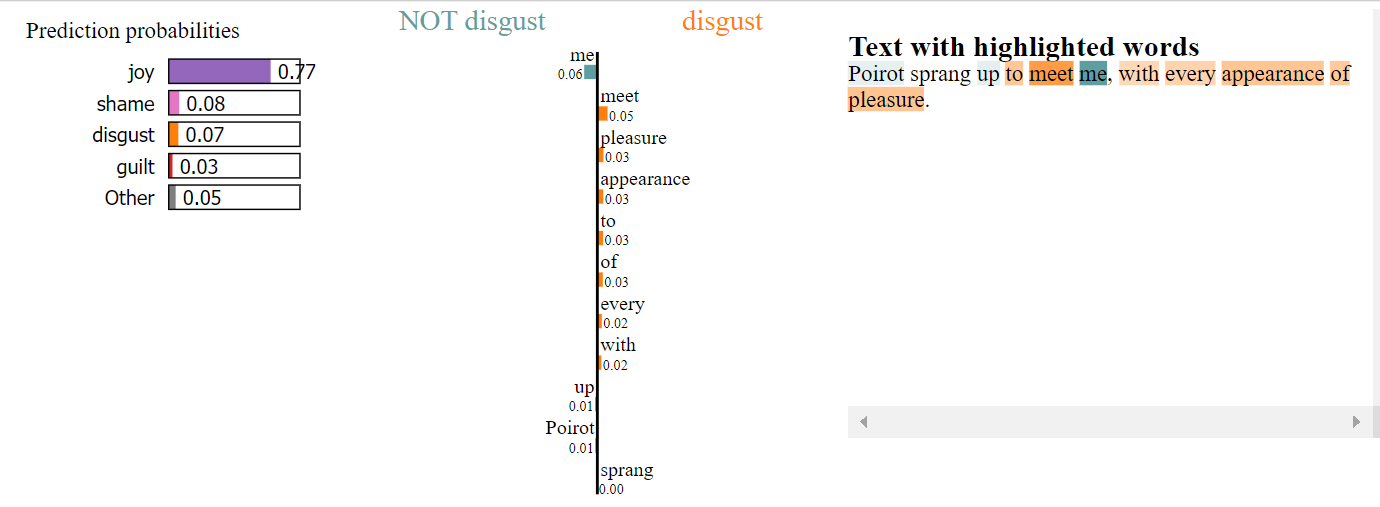 Prediction probabilities
joy 0.77
shame 0.08
disgust 0.07
guilt 0.03
Other 0.05
NOT disgust disgust
me
0.06
meet
0.05
pleasure
0.03
appearance
0.03
to
0.03
of
0.03
every
0.02
with
0.02
up
0.01
Poirot
0.01
sprang
0.00
Text with highlighted words
Poirot sprang up to meet me, with every appearance of
pleasure.